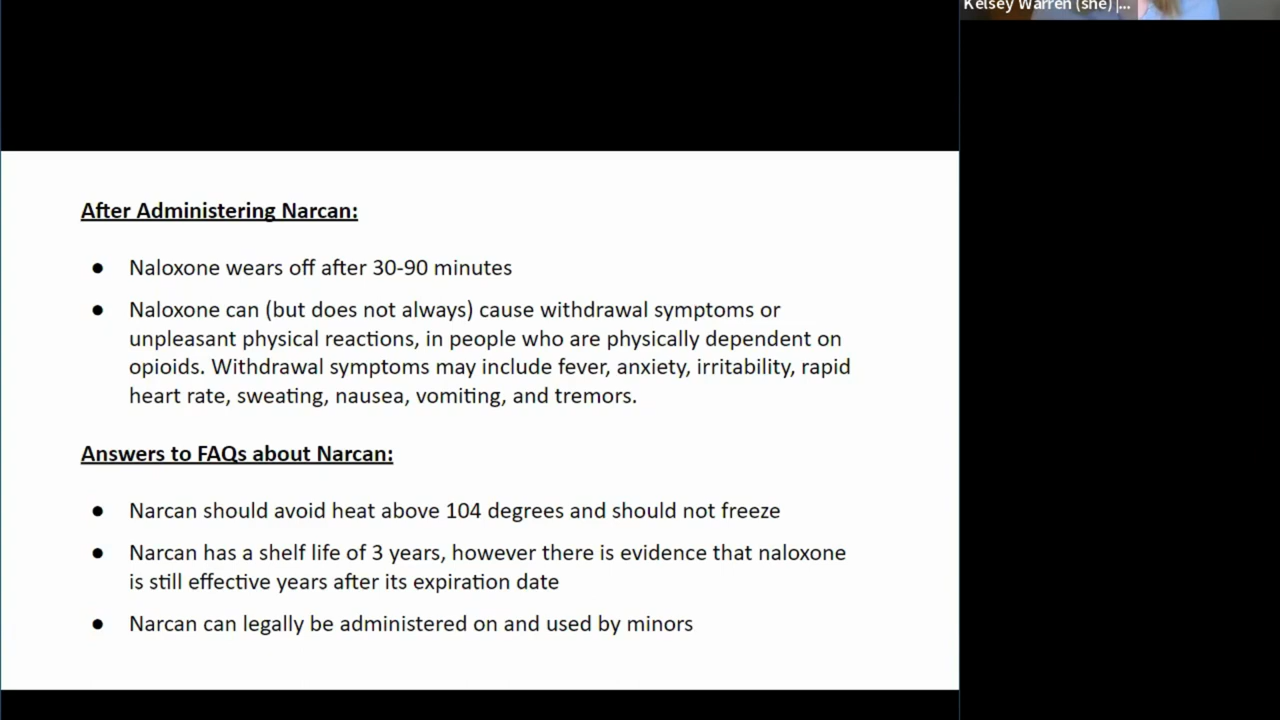 Kelsey Warren (she) |...
After Administering Narcan:
● Naloxone wears off after 30-90 minutes
● Naloxone can (but does not always) cause withdrawal symptoms or
unpleasant physical reactions, in people who are physically dependent on
opioids. Withdrawal symptoms may include fever, anxiety, irritability, rapid
heart rate, sweating, nausea, vomiting, and tremors.
Answers to FAQs about Narcan:
● Narcan should avoid heat above 104 degrees and should not freeze
● Narcan has a shelf life of 3 years, however there is evidence that naloxone
is still effective years after its expiration date
● Narcan can legally be administered on and used by minors